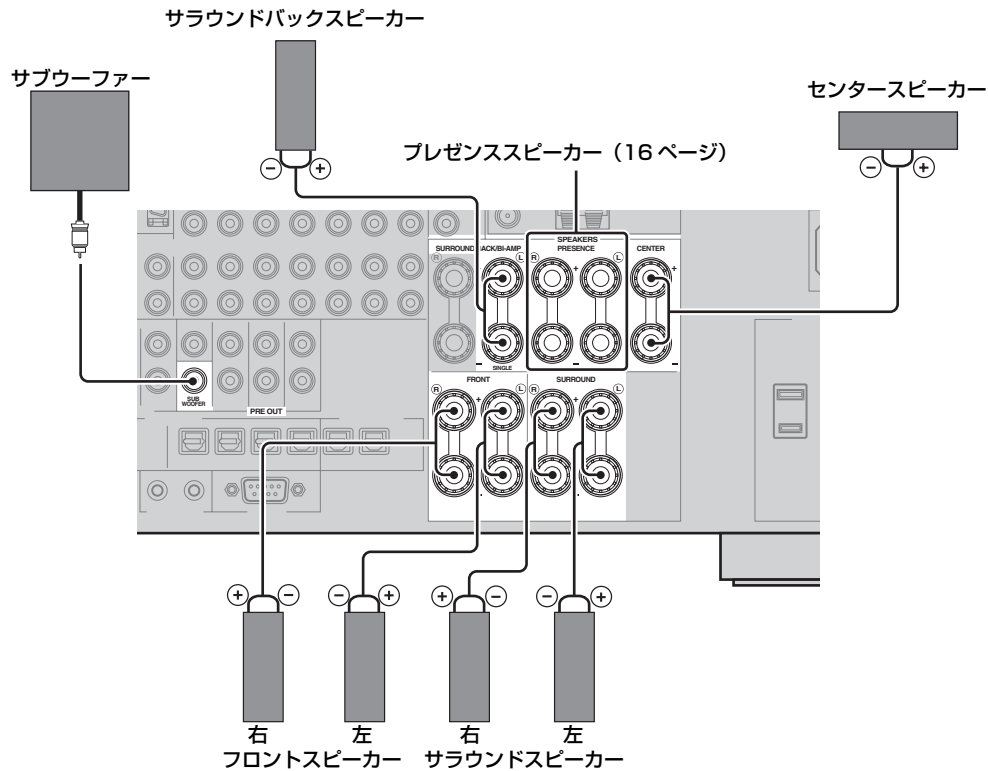 サラウンドバックスピーカー
サブウーファー
センタースピーカー
プレゼンススピーカー(16 ページ)
⊖ ⊕
⊖ ⊕
SPEAKERS
SURROUND BACK/BI-AMP PRESENCE CENTER
R L R L
+ +
- - -
SINGLE
FRONT SURROUND
R L R L
+ +
- -
SUB
WOOFER
PRE OUT
⊕ ⊖ ⊖ ⊕ ⊕ ⊖ ⊖ ⊕
右 左 右 左
フロントスピーカー サラウンドスピーカー